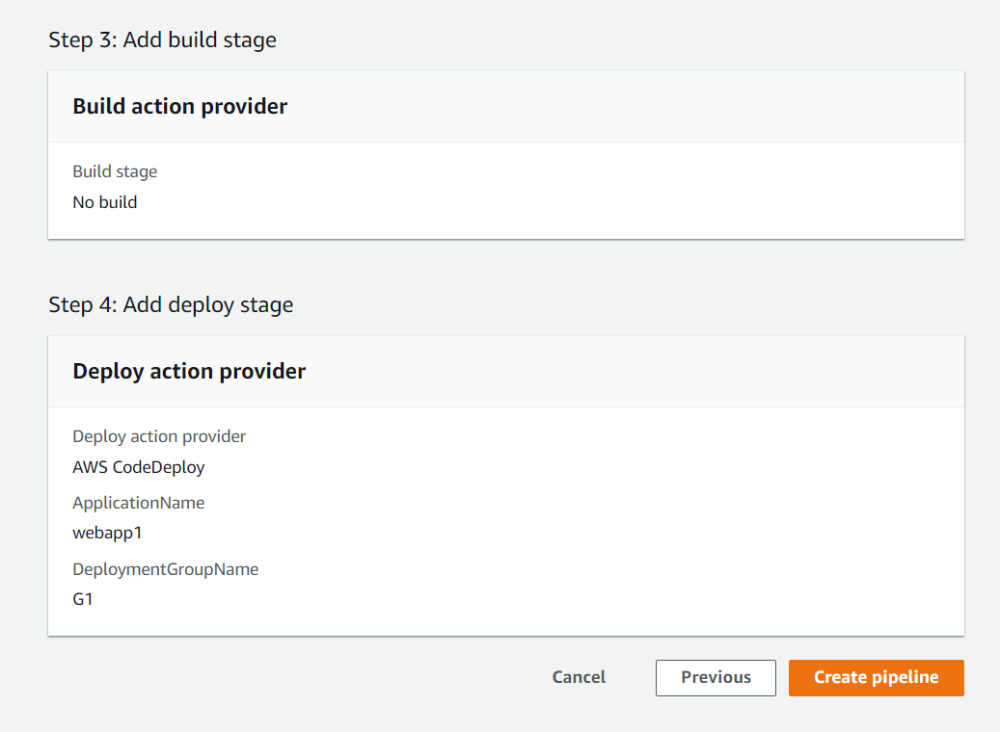 Step 3: Add build stage
Build action provider
Build stage
No build
Step 4: Add deploy stage
Deploy action provider
Deploy action provider
AWS CodeDeploy
ApplicationName
webapp1
DeploymentGroupName
G1
Cancel
Previous
Create pipeline